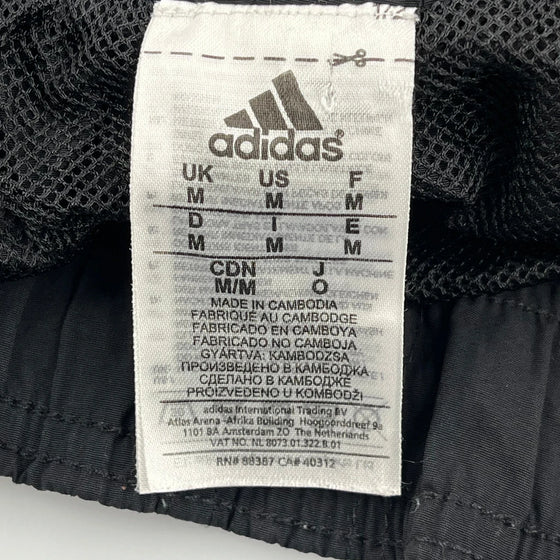 adidas®
UK US F
M M M
D I E
M M M
CDN J
M/M O
MADE IN CAMBODIA
FABRIQUÉ AU CAMBODGE
FABRICADO EN CAMBOYA
FABRICADO NO CAMBOJA
GYÁRTVA: KAMBODZSA
ПРОИЗВЕДЕНО В КАМБОДЖА
СДЕЛАНО В КАМБОДЖЕ
PROIZVEDENO U KOMBODŽI
adidas International Trading BV
Atlas Arena -Afrika Building Hoogoorddreef 9a
1101 BA Amsterdam ZO The Netherlands
VAT NO. NL 8073.01.322.B.01
RN# 88387 CA# 40312